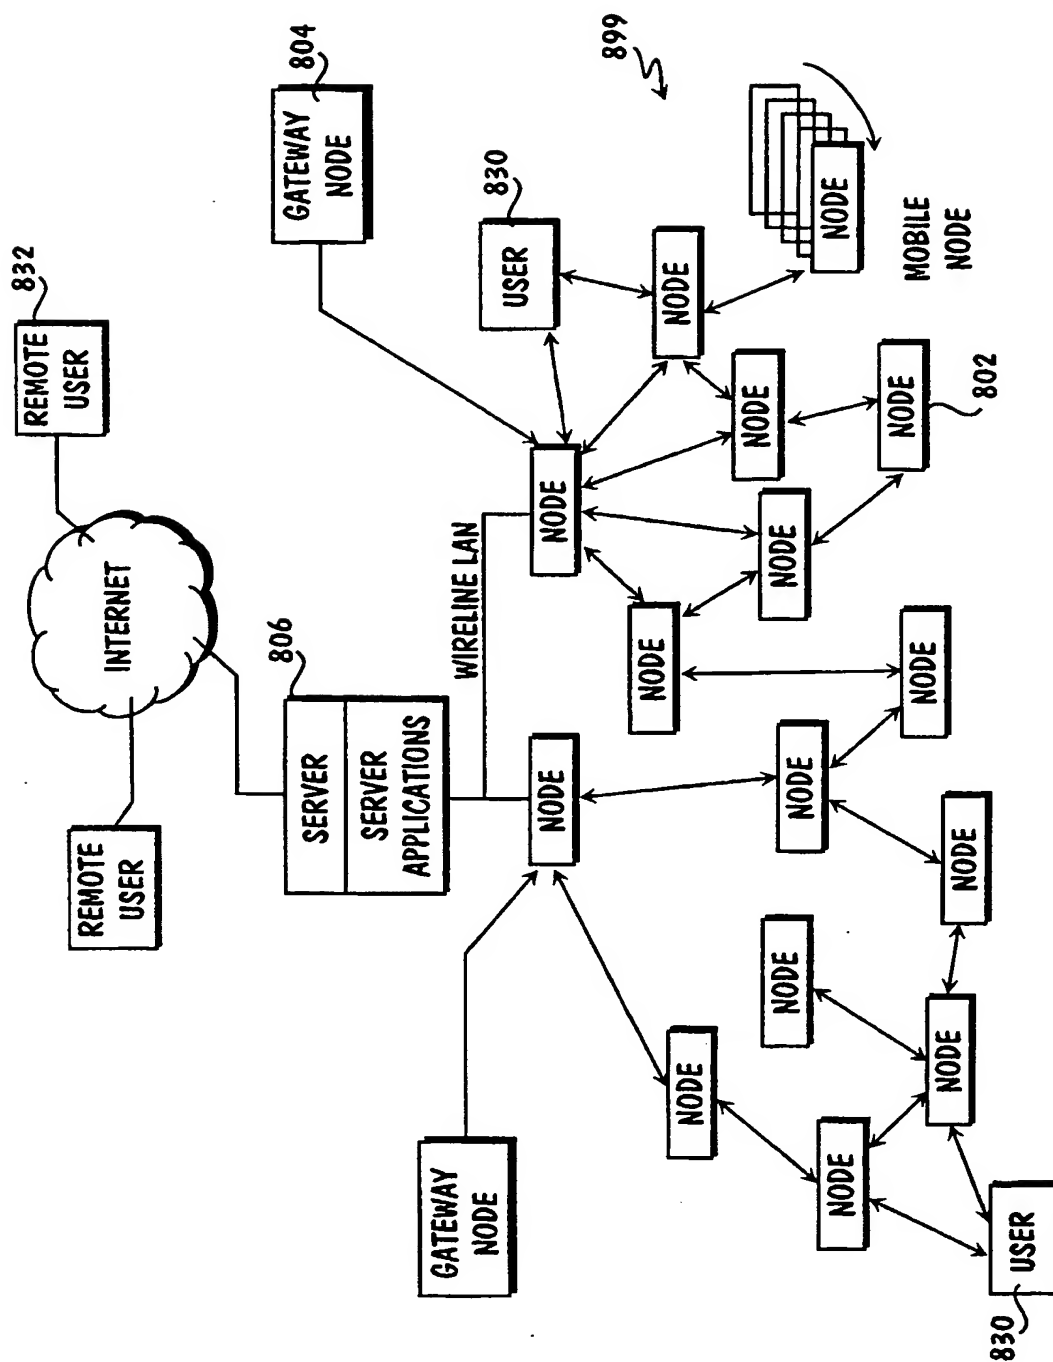 832
REMOTE
USER
REMOTE
USER
INTERNET
806
804
GATEWAY
NODE
SERVER
SERVER
APPLICATIONS
GATEWAY
NODE
WIRELINE LAN
830
USER
NODE
NODE
899
NODE
NODE
NODE
NODE
NODE
NODE
NODE
NODE
NODE
NODE
NODE
MOBILE
NODE
NODE
NODE
802
830
USER